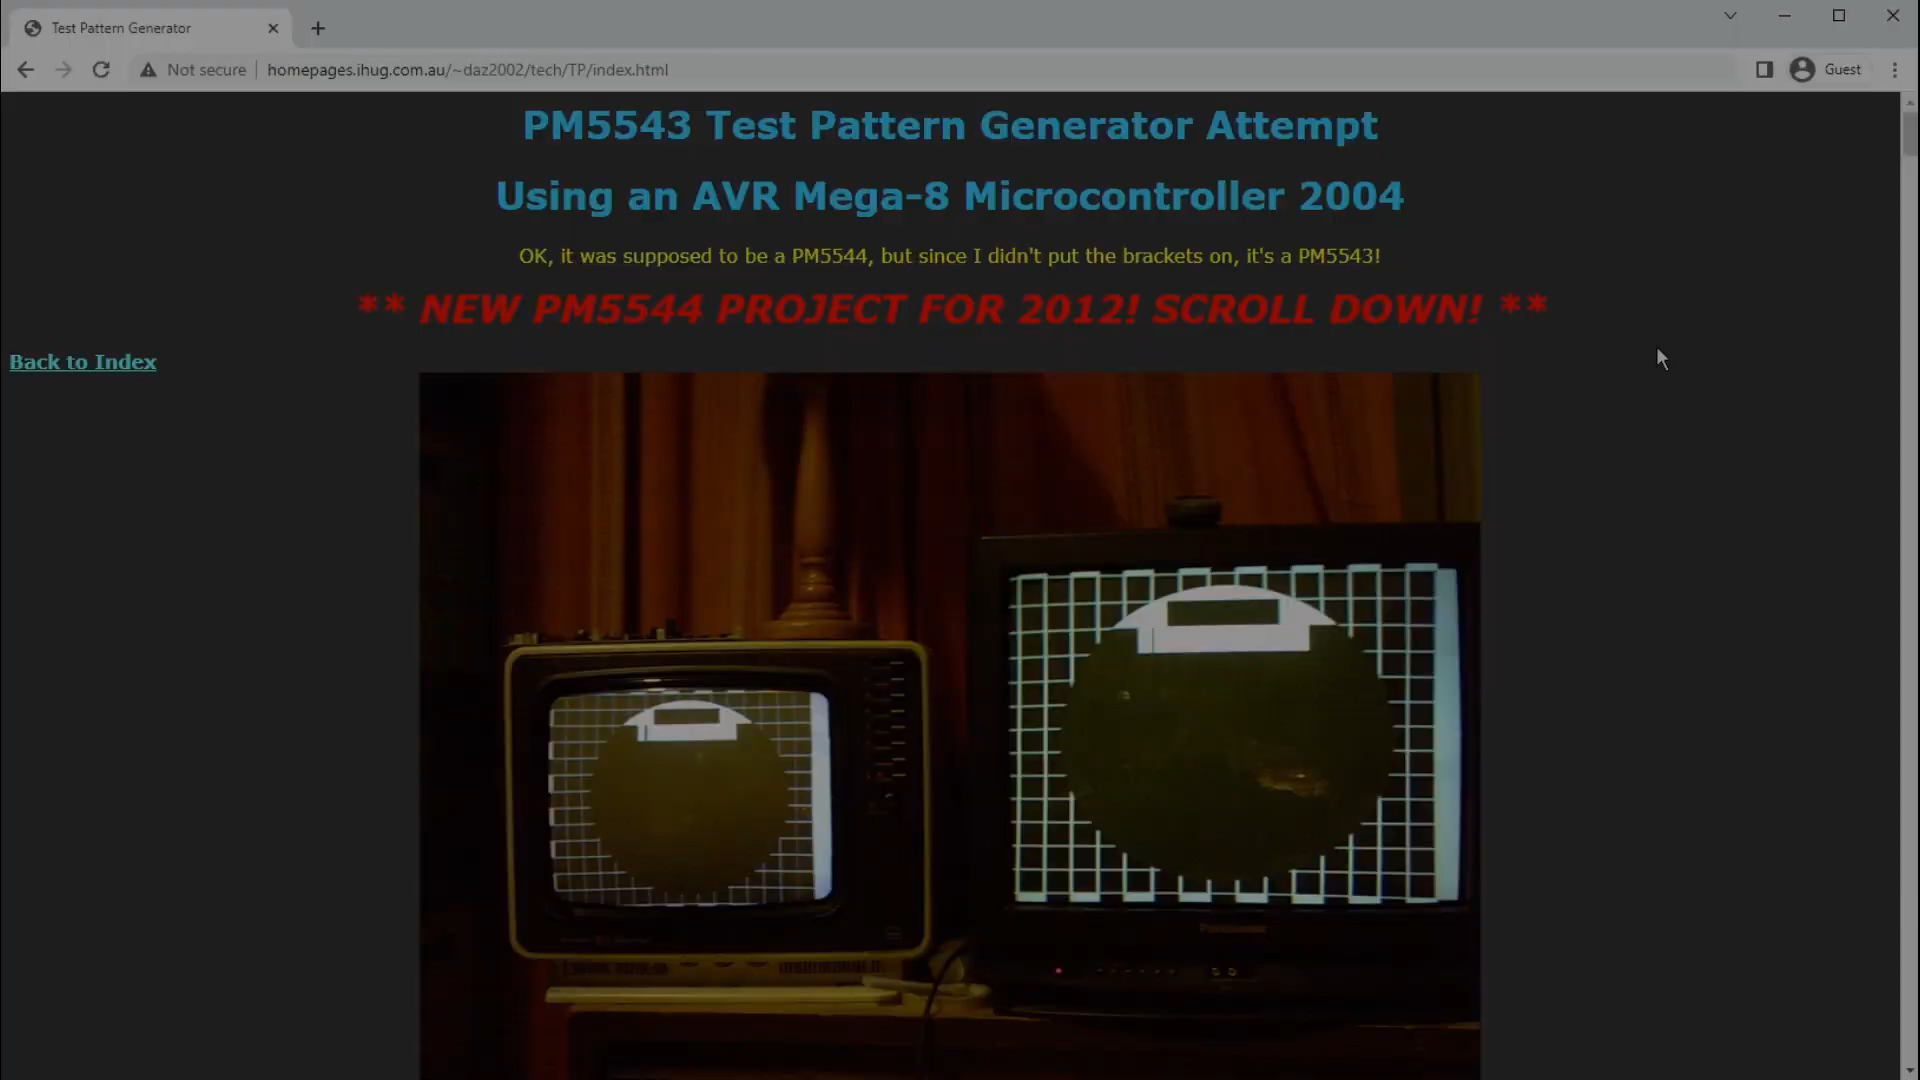 Test Pattern Generator
Not secure
homepages.ihug.com.au/~daz2002/tech/TP/index.html
Guest
PM5543 Test Pattern Generator Attempt
Using an AVR Mega-8 Microcontroller 2004
OK, it was supposed to be a PM5544, but since I didn't put the brackets on, it's a PM5543!
** NEW PM5544 PROJECT FOR 2012! SCROLL DOWN! **
Back to Index
Panasonic